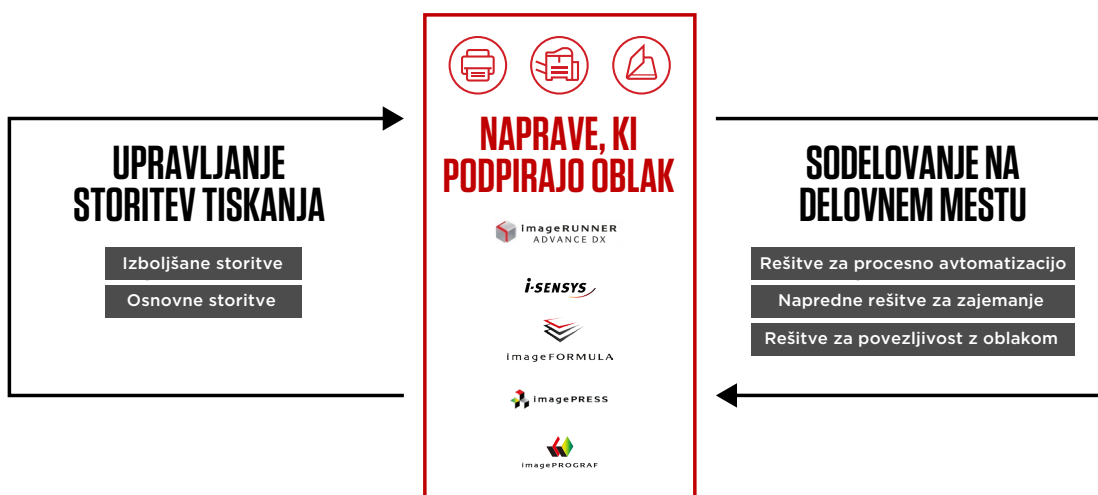 UPRAVLJANJE
STORITEV TISKANJA
Izboljšane storitve
Osnovne storitve
NAPRAVE, KI
PODPIRAJO OBLAK
imageRUNNER
ADVANCE DX
i-SENSYS
imageFORMULA
imagePRESS
imagePROGRAF
SODELOVANJE NA
DELOVNEM MESTU
Rešitve za procesno avtomatizacijo
Napredne rešitve za zajemanje
Rešitve za povezljivost z oblakom